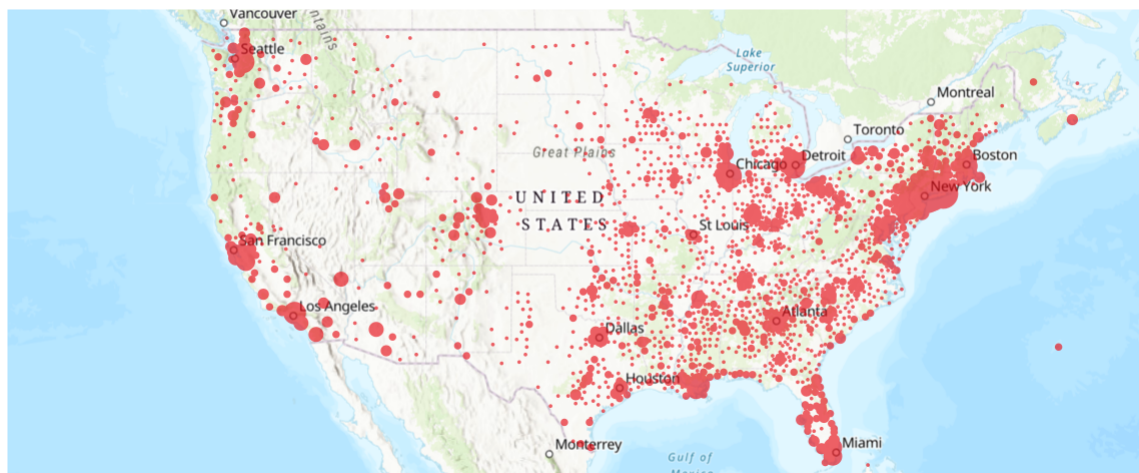 Vancouver
ntains
Seattle
Lake
Superior
Montreal
Toronto
Great Plains
Chicago
Detroit
Boston
New York
UNITED
STATES
St Louis
San Francisco
Los Angeles
Atlanta
Dallas
Houston
Monterrey
Miami
Gulf of